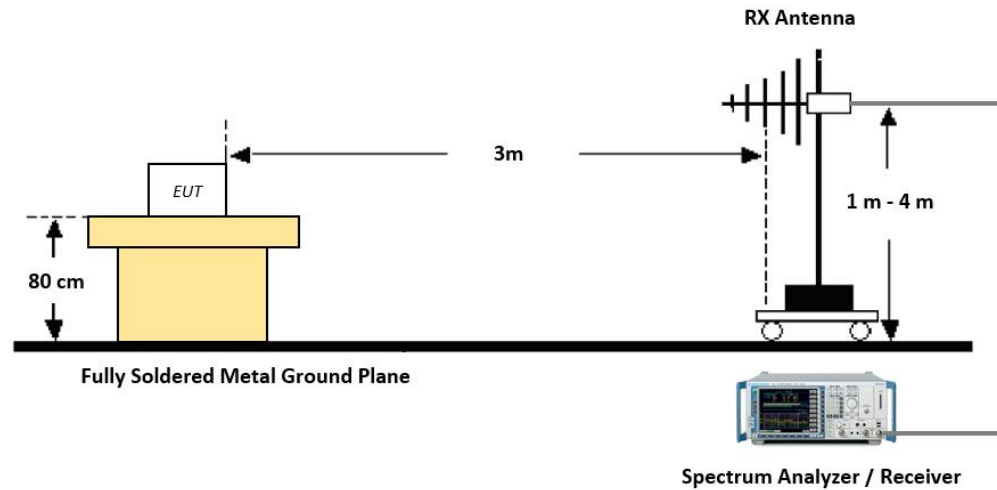 RX Antenna
3m
EUT
1 m - 4 m
80 cm
Fully Soldered Metal Ground Plane
Spectrum Analyzer / Receiver